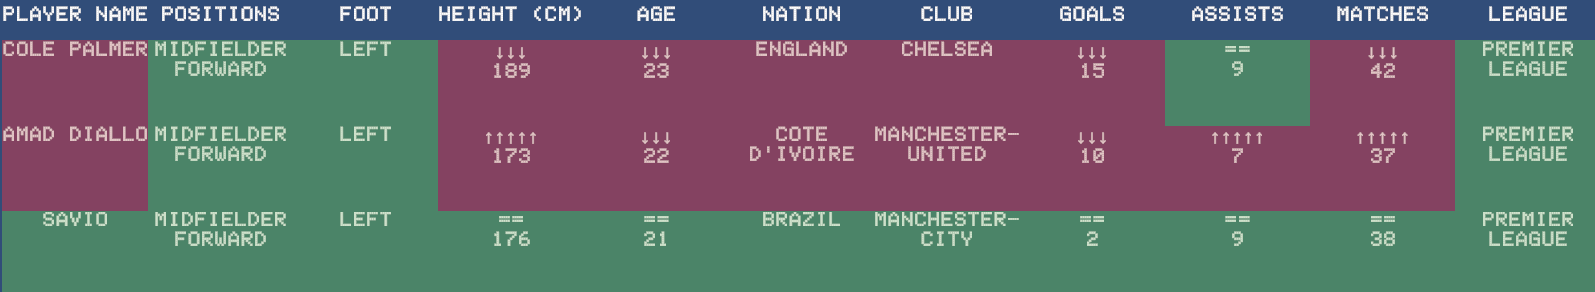 PLAYER NAME POSITIONS FOOT HEIGHT (CM) AGE NATION CLUB GOALS ASSISTS MATCHES LEAGUE
COLE PALMER MIDFIELDER LEFT ↓↓↓ ↓↓↓ ENGLAND CHELSEA ↓↓↓ == ↓↓↓ PREMIER
FORWARD 189 23 15 9 42 LEAGUE
AMAD DIALLO MIDFIELDER LEFT ↑↑↑↑↑ ↓↓↓ COTE MANCHESTER- ↓↓↓ ↑↑↑↑↑ ↑↑↑↑↑ PREMIER
FORWARD 173 22 D'IVOIRE UNITED 10 7 37 LEAGUE
SAVIO MIDFIELDER LEFT == == BRAZIL MANCHESTER- == == == PREMIER
FORWARD 176 21 CITY 2 9 38 LEAGUE